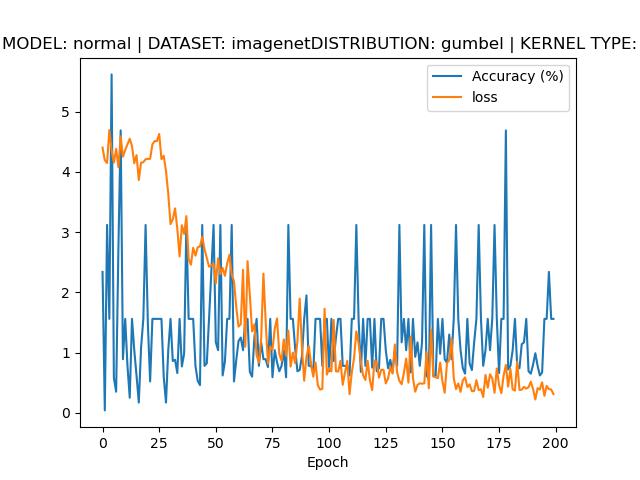 MODEL: normal | DATASET: imagenetDISTRIBUTION: gumbel | KERNEL TYPE:
Accuracy (%)
loss
5
4
3
2
1
0
0 25 50 75 100 125 150 175 200
Epoch